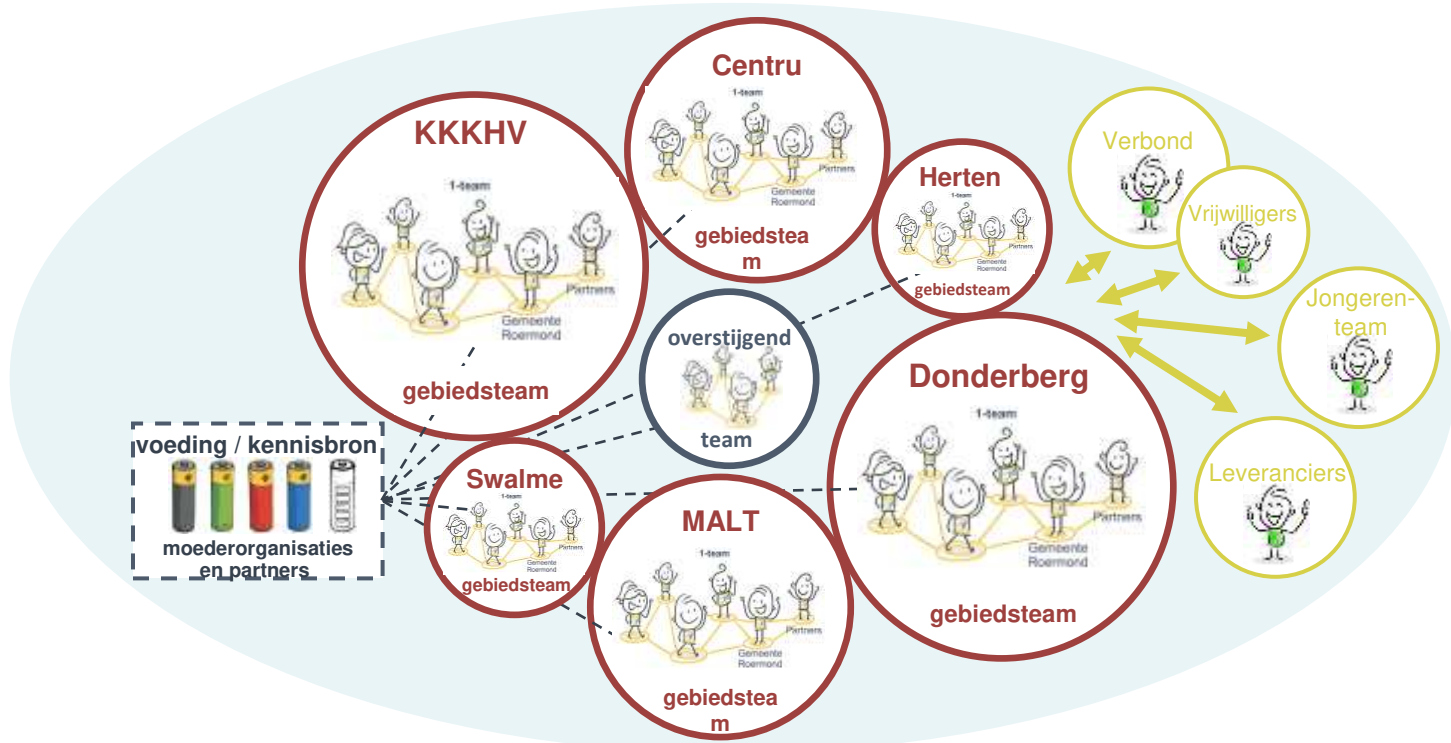 Centru
1-team
Partners
Gemeente
Roermond
gebiedstea
m
KKKHV
1-team
Partners
Gemeente
Roermond
gebiedsteam
Herten
1-team
Partners
Gemeente
Roermond
gebiedsteam
Verbond
Vrijwilligers
Jongeren-
team
Leveranciers
overstijgend
team
Donderberg
1-team
Partners
Gemeente
Roermond
gebiedsteam
voeding / kennisbron
moederorganisaties
en partners
Swalme
1-team
Partners
Gemeente
Roermond
gebiedsteam
MALT
1-team
Partners
Gemeente
Roermond
gebiedstea
m